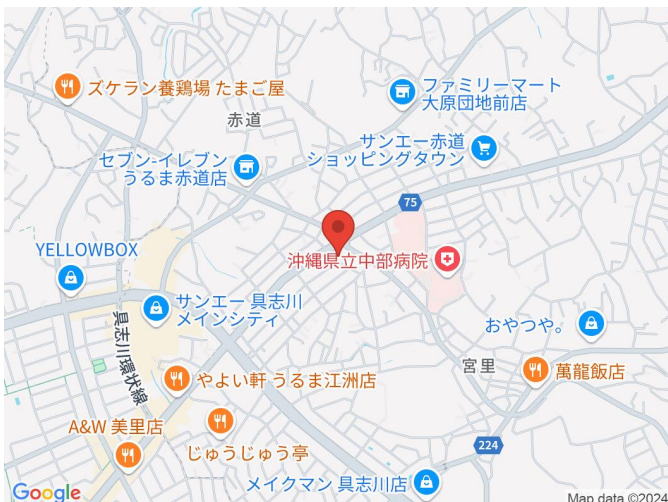 ズケラン養鶏場 たまご屋
ファミリーマート
大原団地前店
赤道
サンエー赤道
ショッピングタウン
セブン-イレブン
うるま赤道店
75
YELLOWBOX
沖縄県立中部病院
サンエー 具志川
メインシティ
おやつや。
具志川環状線
宮里
やよい軒 うるま江洲店
萬龍飯店
A&W 美里店
じゅうじゅう亭
224
メイクマン 具志川店
Google
Map data ©2024